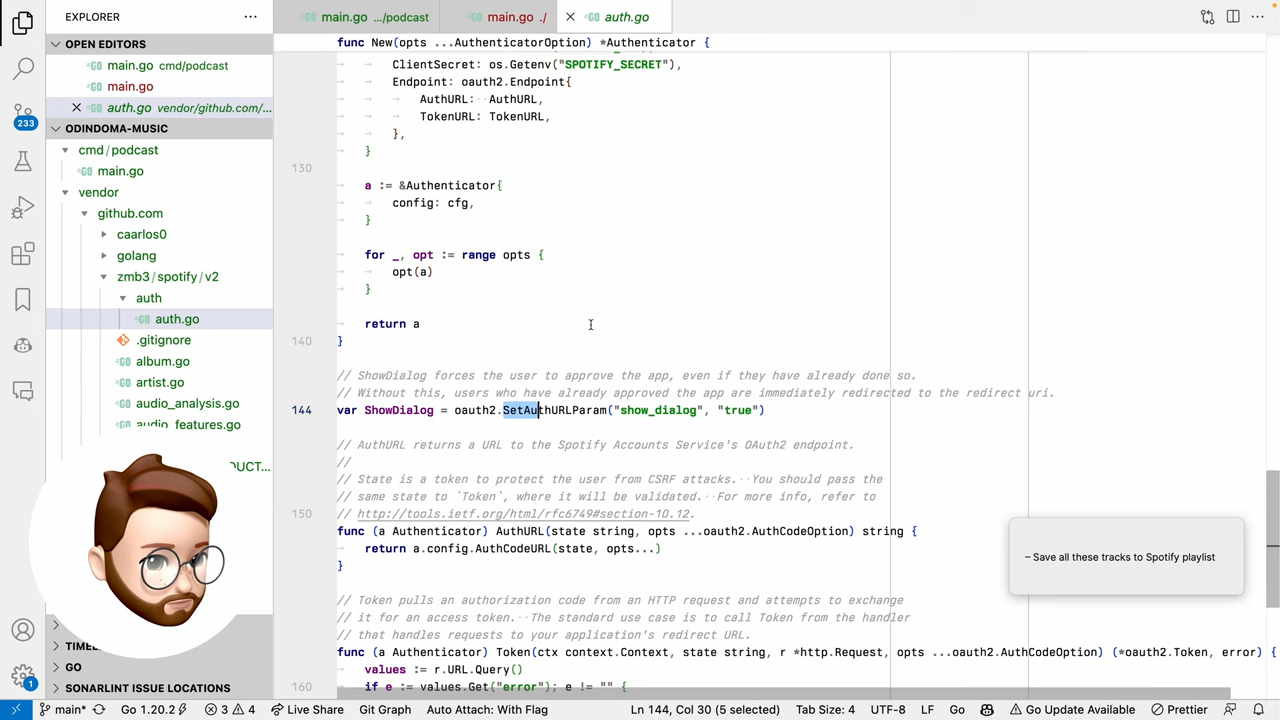 EXPLORER
OPEN EDITORS
main.go cmd/podcast
main.go
auth.go vendor/github.com/...
ODINDOMA-MUSIC
cmd/podcast
main.go
vendor
github.com
caarlos0
golang
zmb3/spotify/v2
auth
auth.go
.gitignore
album.go
artist.go
audio_analysis.go
audio_features.go
DUCT...
GO
SONARLINT ISSUE LOCATIONS
233
1
main.go .../podcast
main.go ./
auth.go
func New(opts ...AuthenticatorOption) *Authenticator {
ClientSecret: os.Getenv("SPOTIFY_SECRET"),
Endpoint: oauth2.Endpoint{
AuthURL: AuthURL,
TokenURL: TokenURL,
},
}
130
a := &Authenticator{
config: cfg,
}
for _, opt := range opts {
opt(a)
}
return a
140 }
// ShowDialog forces the user to approve the app, even if they have already done so.
// Without this, users who have already approved the app are immediately redirected to the redirect uri.
144 var ShowDialog = oauth2.SetAuthURLParam("show_dialog", "true")
// AuthURL returns a URL to the Spotify Accounts Service's OAuth2 endpoint.
//
// State is a token to protect the user from CSRF attacks. You should pass the
// same state to `Token`, where it will be validated. For more info, refer to
150 // http://tools.ietf.org/html/rfc6749#section-10.12.
func (a Authenticator) AuthURL(state string, opts ...oauth2.AuthCodeOption) string {
return a.config.AuthCodeURL(state, opts...)
}
// Token pulls an authorization code from an HTTP request and attempts to exchange
// it for an access token. The standard use case is to call Token from the handler
// that handles requests to your application's redirect URL.
func (a Authenticator) Token(ctx context.Context, state string, r *http.Request, opts ...oauth2.AuthCodeOption) (*oauth2.Token, error) {
values := r.URL.Query()
160 if e := values.Get("error"); e != "" {
– Save all these tracks to Spotify playlist
main* Go 1.20.2 3 4 Live Share Git Graph Auto Attach: With Flag Ln 144, Col 30 (5 selected) Tab Size: 4 UTF-8 LF Go Go Update Available Prettier